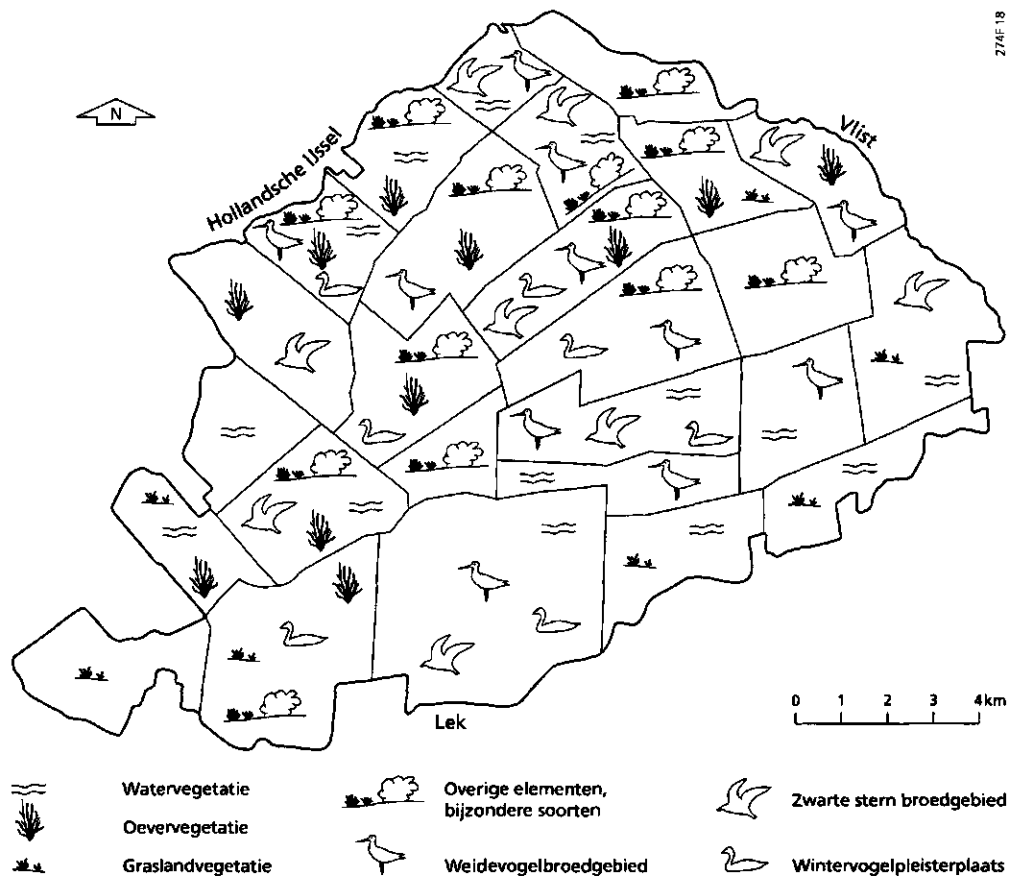 274F 18
N
Hollandsche IJssel
Vlist
Lek
0 1 2 3 4 km
Watervegetatie
Oevervegetatie
Graslandvegetatie
Overige elementen,
bijzondere soorten
Weidevogelbroedgebied
Zwarte stern broedgebied
Wintervogelpleisterplaats